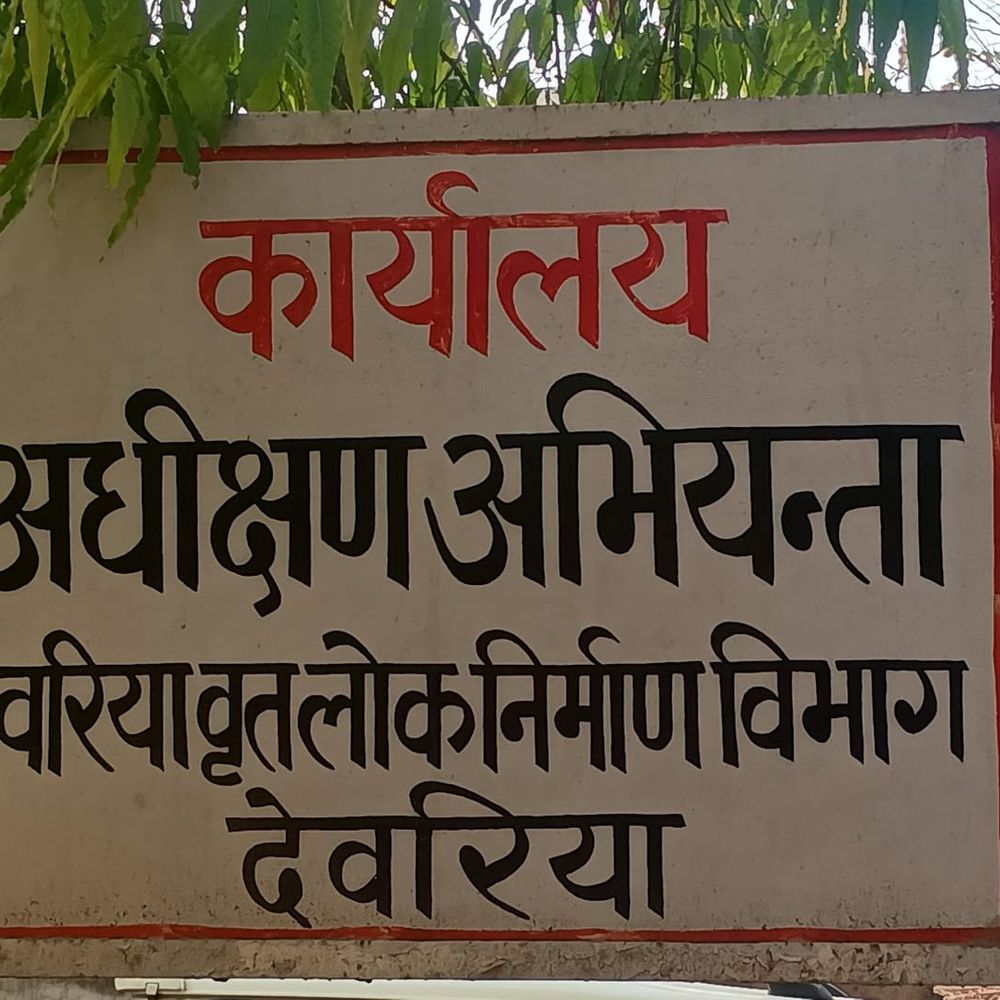 कार्यालय
अधीक्षण अभियन्ता
वरिया वृत लोक निर्माण विभाग
देवरिया